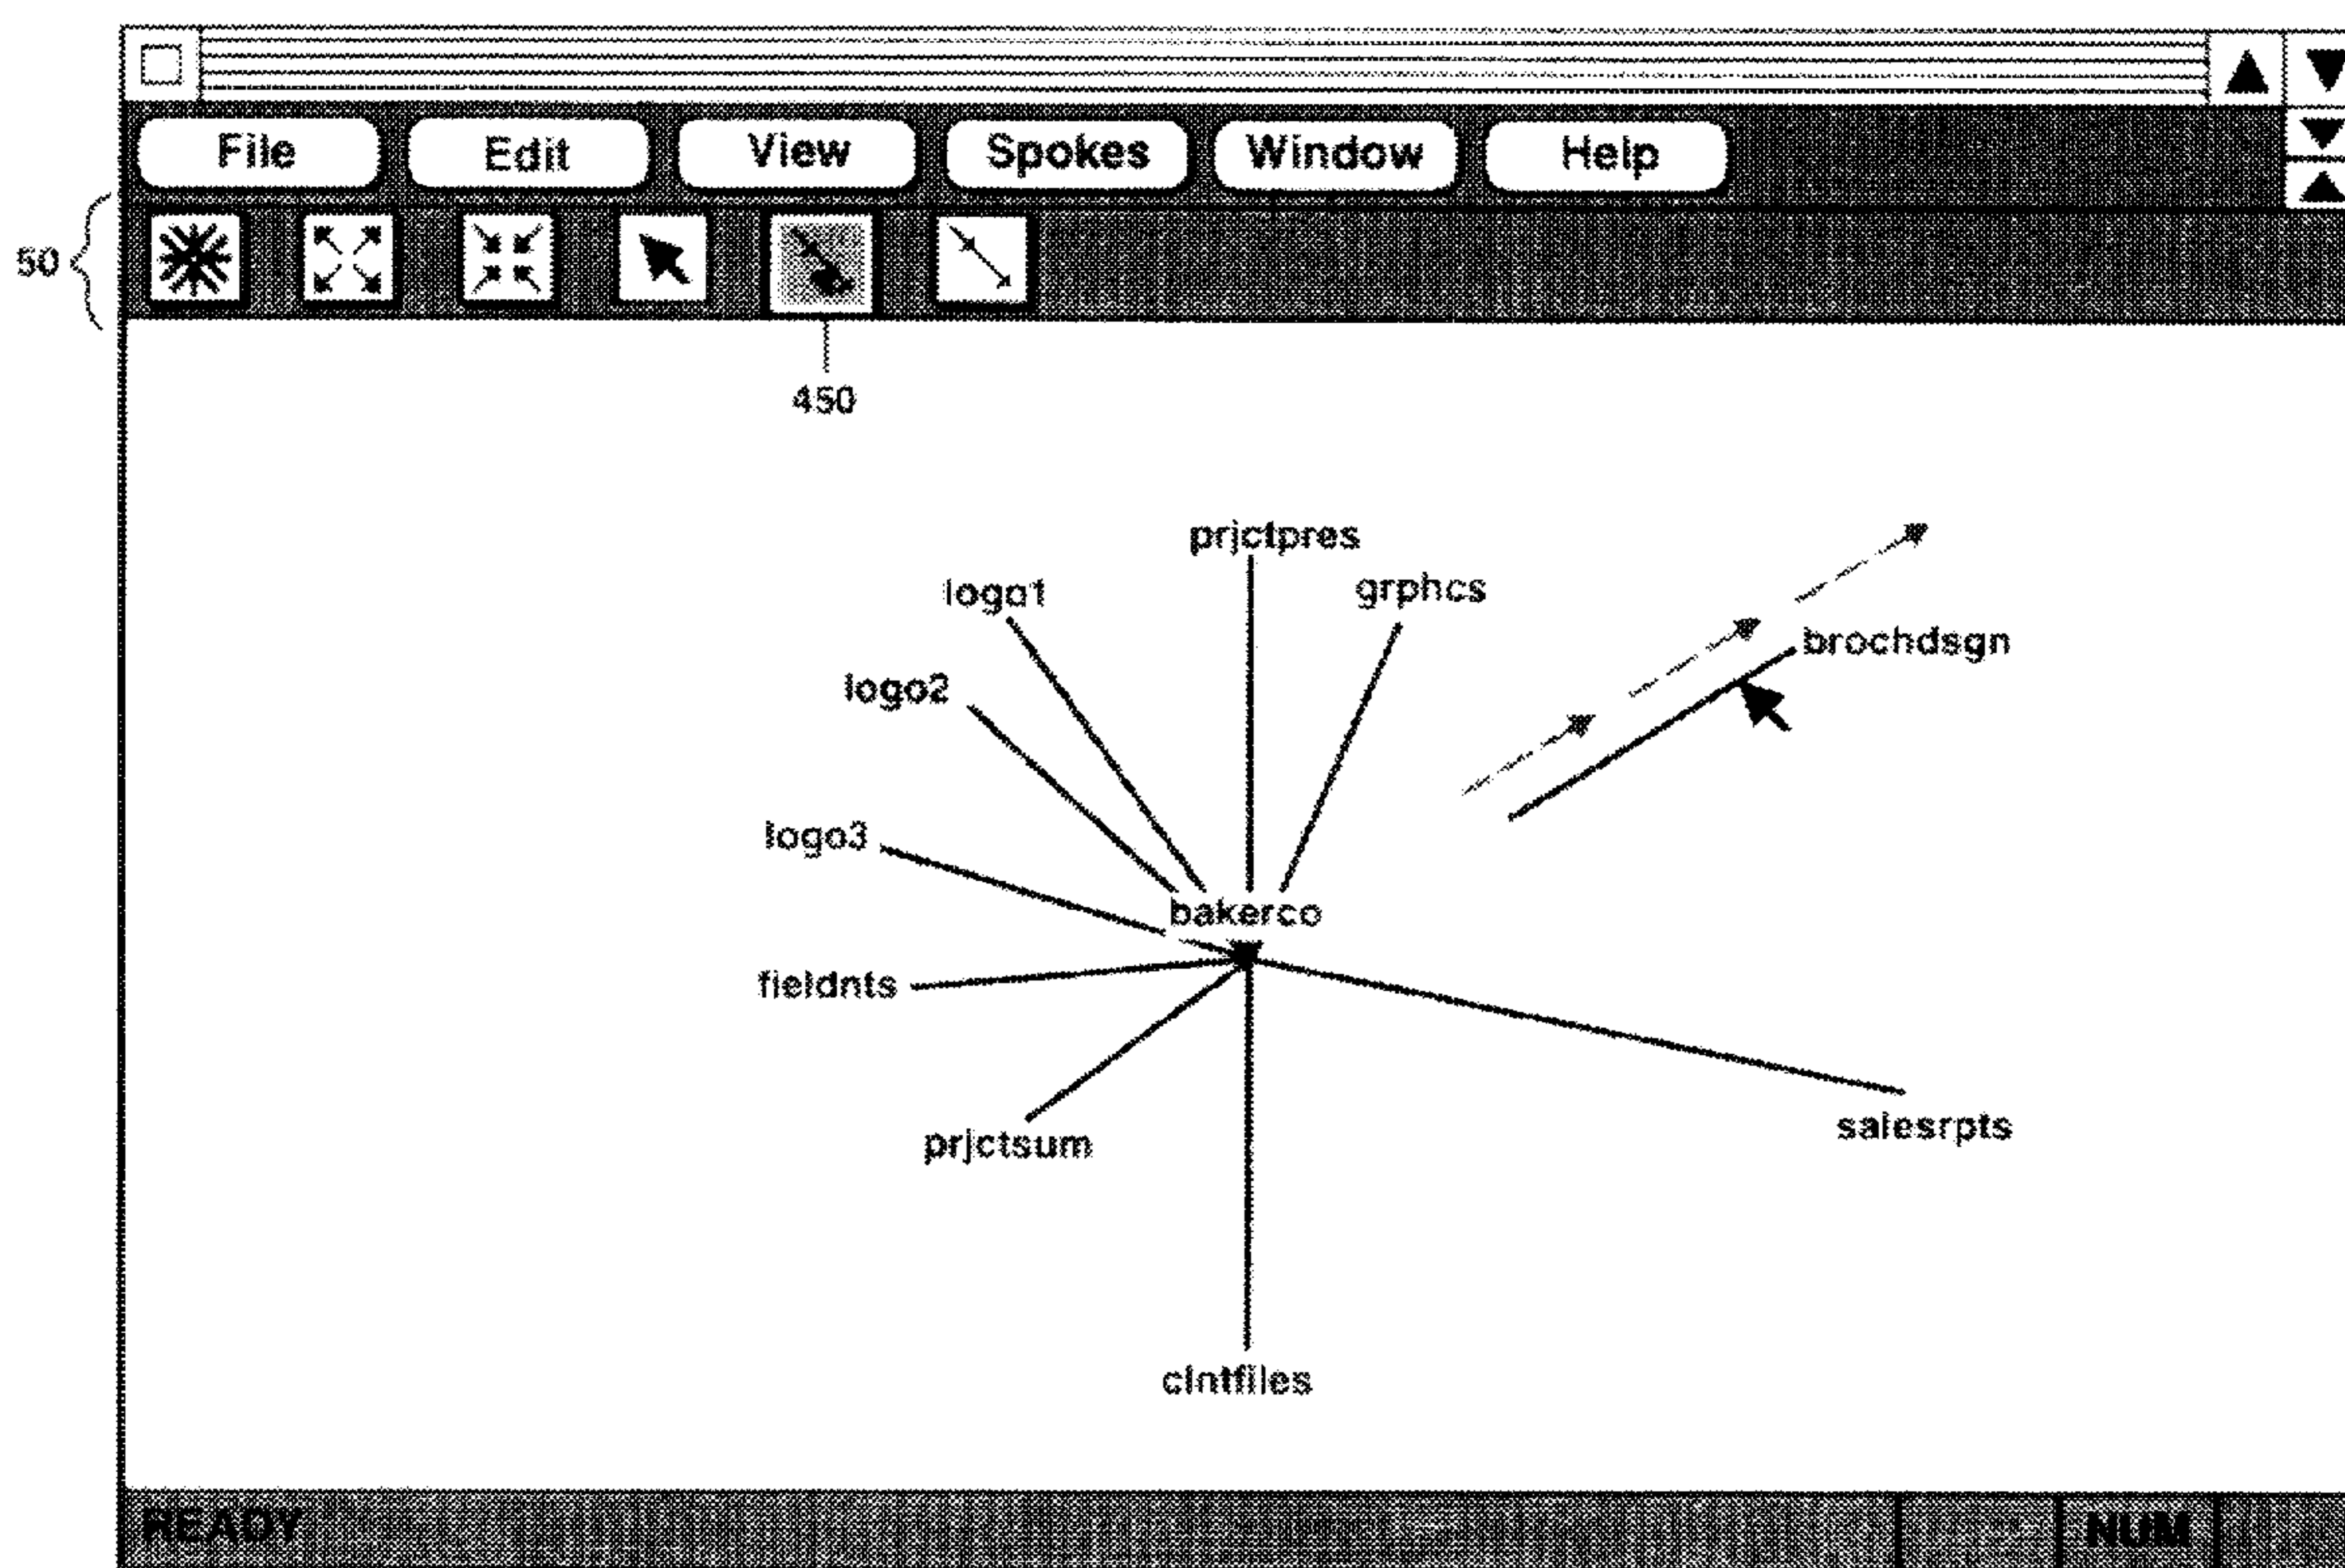 File Edit View Spokes Window Help
50
450
prjctpres
logo1
grphcs
brochdsgn
logo2
logo3
bakerco
fieldnts
salesrpts
prjctsum
clntfiles
READY NUM